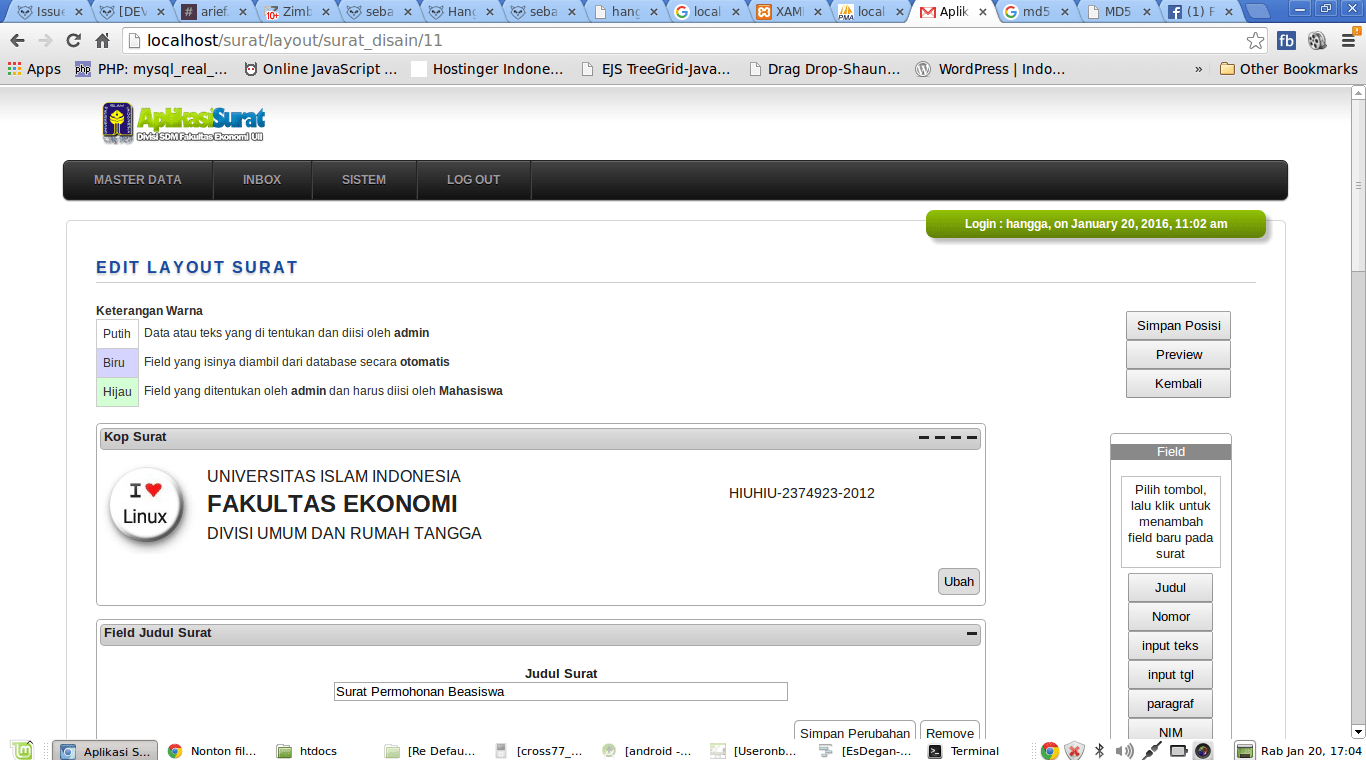 Issue
[DEV
arief.
10+ Zimb
seba
Hang
seba
hang
local
XAM
local
Aplik
md5
MD5
(1) F
localhost/surat/layout/surat_disain/11
Apps
PHP: mysql_real_...
Online JavaScript ...
Hostinger Indone...
EJS TreeGrid-Java...
Drag Drop-Shaun...
WordPress | Indo...
»
Other Bookmarks
AplikasiSurat
Divisi SDM Fakultas Ekonomi UII
MASTER DATA
INBOX
SISTEM
LOG OUT
Login : hangga, on January 20, 2016, 11:02 am
EDIT LAYOUT SURAT
Keterangan Warna
Putih Data atau teks yang di tentukan dan diisi oleh admin
Biru Field yang isinya diambil dari database secara otomatis
Hijau Field yang ditentukan oleh admin dan harus diisi oleh Mahasiswa
Simpan Posisi
Preview
Kembali
Kop Surat
I
Linux
UNIVERSITAS ISLAM INDONESIA
FAKULTAS EKONOMI
DIVISI UMUM DAN RUMAH TANGGA
HIUHIU-2374923-2012
Ubah
Field Judul Surat
Judul Surat
Surat Permohonan Beasiswa
Simpan Perubahan
Remove
Field
Pilih tombol,
lalu klik untuk
menambah
field baru pada
surat
Judul
Nomor
input teks
input tgl
paragraf
NIM
Aplikasi S...
Nonton fil...
htdocs
[Re Defau...
[cross77_...
[android -...
[Useronb...
[EsDegan-...
Terminal
Rab Jan 20, 17:04